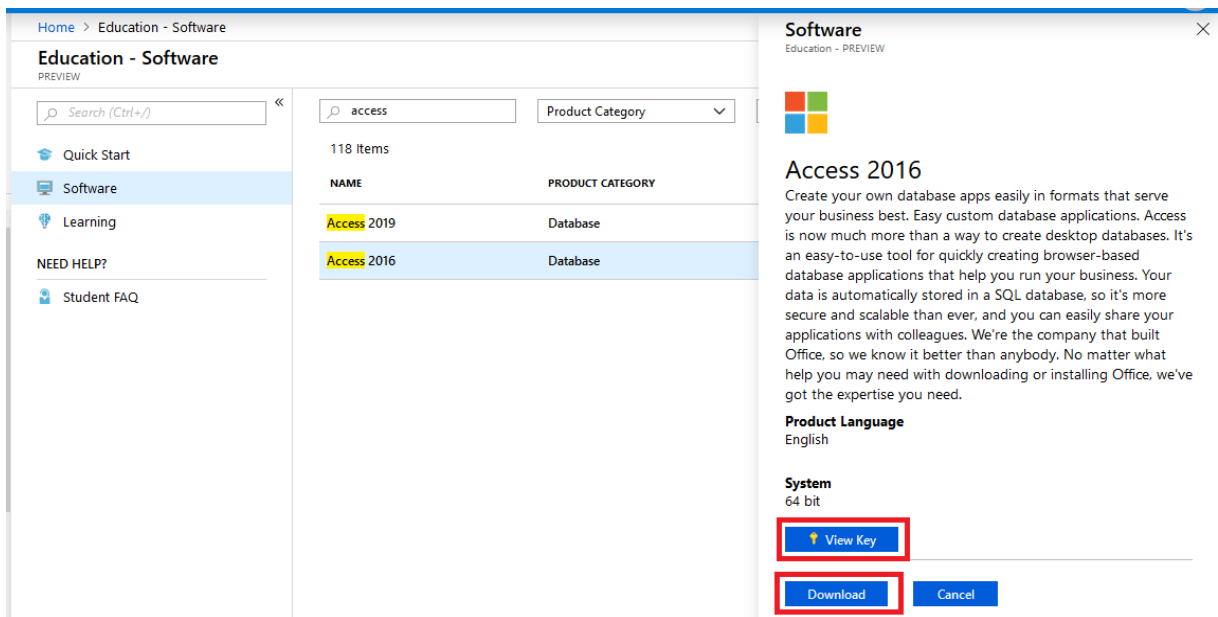 Home > Education - Software
Education - Software
PREVIEW
Search (Ctrl+/)
«
Quick Start
Software
Learning
NEED HELP?
Student FAQ
access
Product Category
118 Items
NAME PRODUCT CATEGORY
Access 2019 Database
Access 2016 Database
Software
Education - PREVIEW
Access 2016
Create your own database apps easily in formats that serve
your business best. Easy custom database applications. Access
is now much more than a way to create desktop databases. It's
an easy-to-use tool for quickly creating browser-based
database applications that help you run your business. Your
data is automatically stored in a SQL database, so it's more
secure and scalable than ever, and you can easily share your
applications with colleagues. We're the company that built
Office, so we know it better than anybody. No matter what
help you may need with downloading or installing Office, we've
got the expertise you need.
Product Language
English
System
64 bit
View Key
Download Cancel